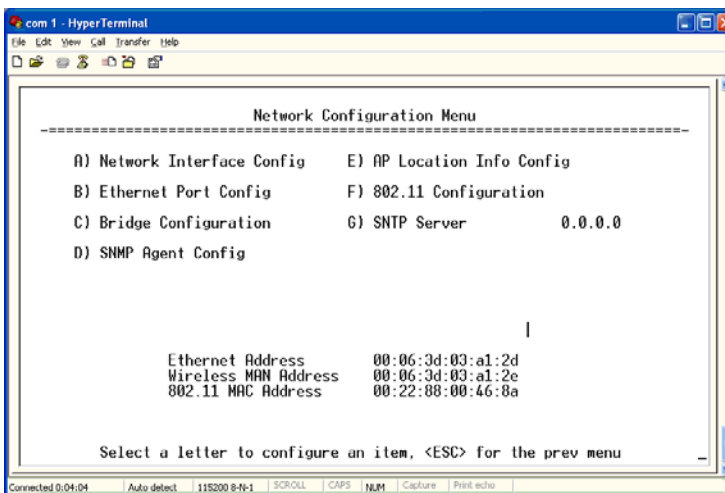 com 1 - HyperTerminal
File Edit View Call Transfer Help
Network Configuration Menu
-==============================================================================-
A) Network Interface Config E) AP Location Info Config
B) Ethernet Port Config F) 802.11 Configuration
C) Bridge Configuration G) SNTP Server 0.0.0.0
D) SNMP Agent Config
Ethernet Address 00:06:3d:03:a1:2d
Wireless MAN Address 00:06:3d:03:a1:2e
802.11 MAC Address 00:22:88:00:46:8a
Select a letter to configure an item, <ESC> for the prev menu _
Connected 0:04:04 Auto detect 115200 8-N-1 SCROLL CAPS NUM Capture Print echo